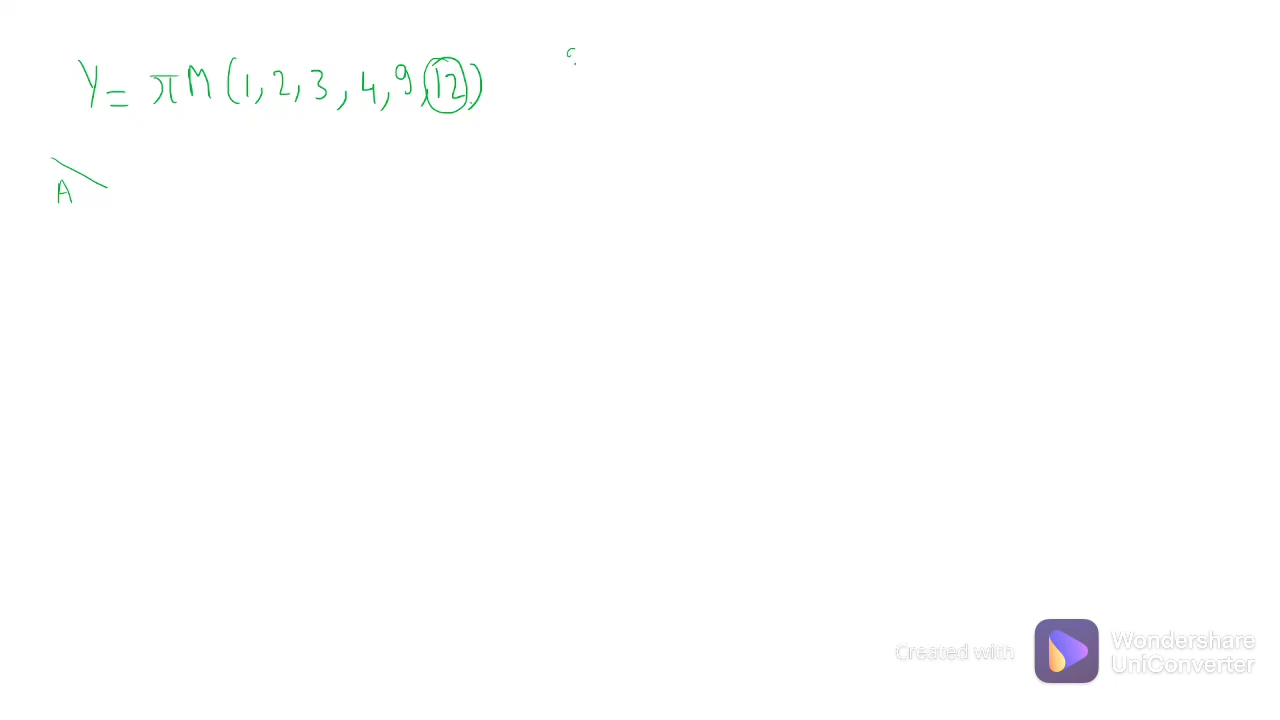 Y = πM (1, 2, 3, 4, 9, 12)
A
Created with
Wondershare
UniConverter